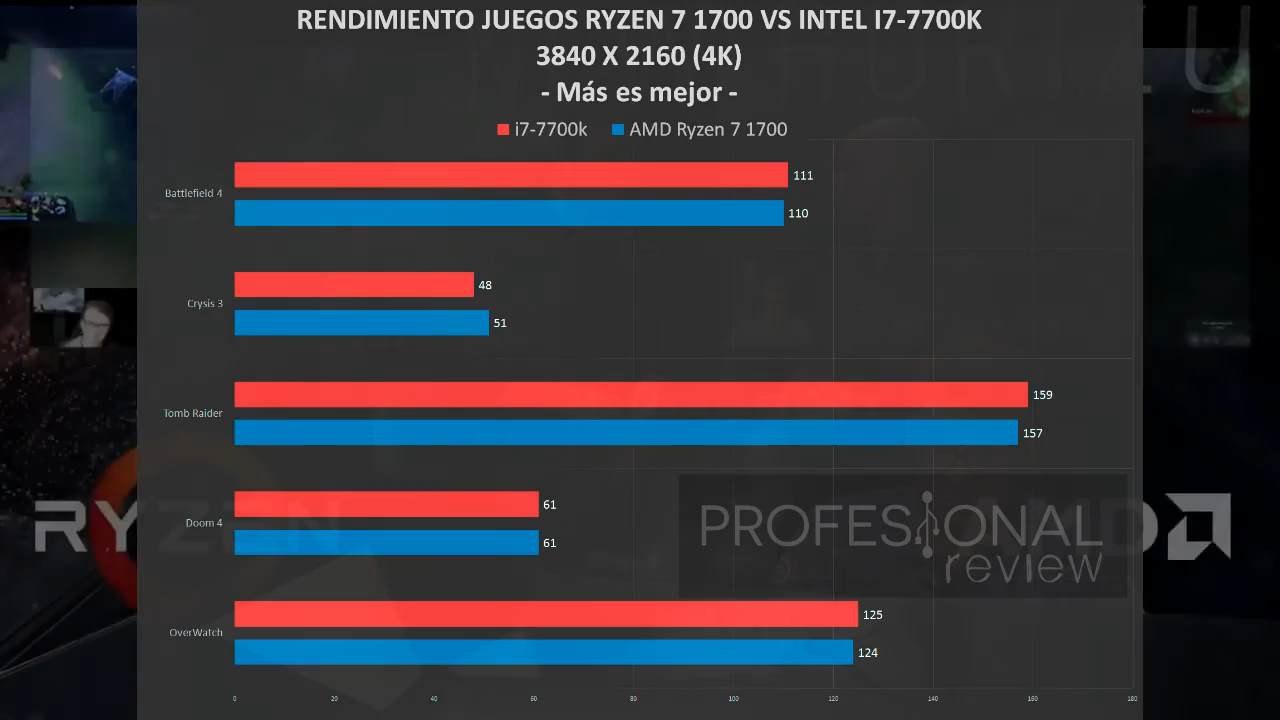 RENDIMIENTO JUEGOS RYZEN 7 1700 VS INTEL I7-7700K
3840 X 2160 (4K)
- Más es mejor -
i7-7700k AMD Ryzen 7 1700
Battlefield 4
111
110
Crysis 3
48
51
Tomb Raider
159
157
Doom 4
61
61
OverWatch
125
124
0 20 40 60 80 100 120 140 160 180
RYZEN
PROFESIONAL
review